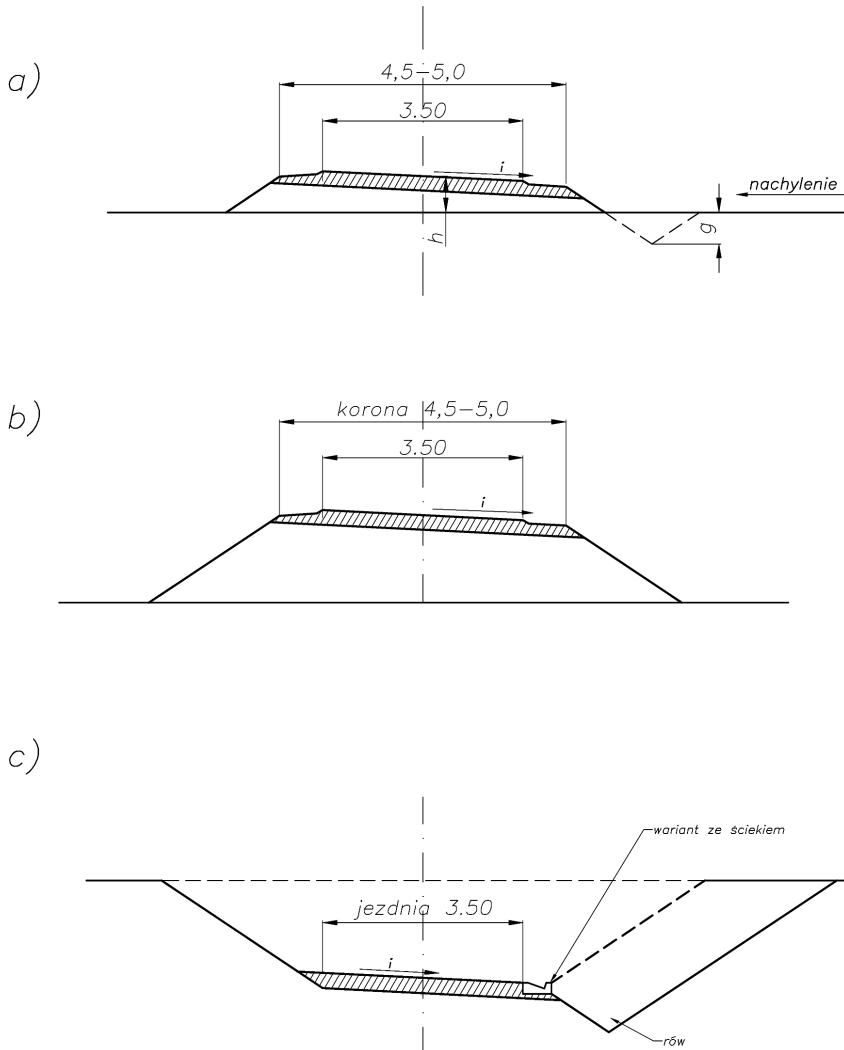 a)
4,5-5,0
3.50
i
nachylenie
h
g
b)
korona 4,5-5,0
3.50
i
c)
wariant ze ściekiem
jezdnia 3.50
i
rów